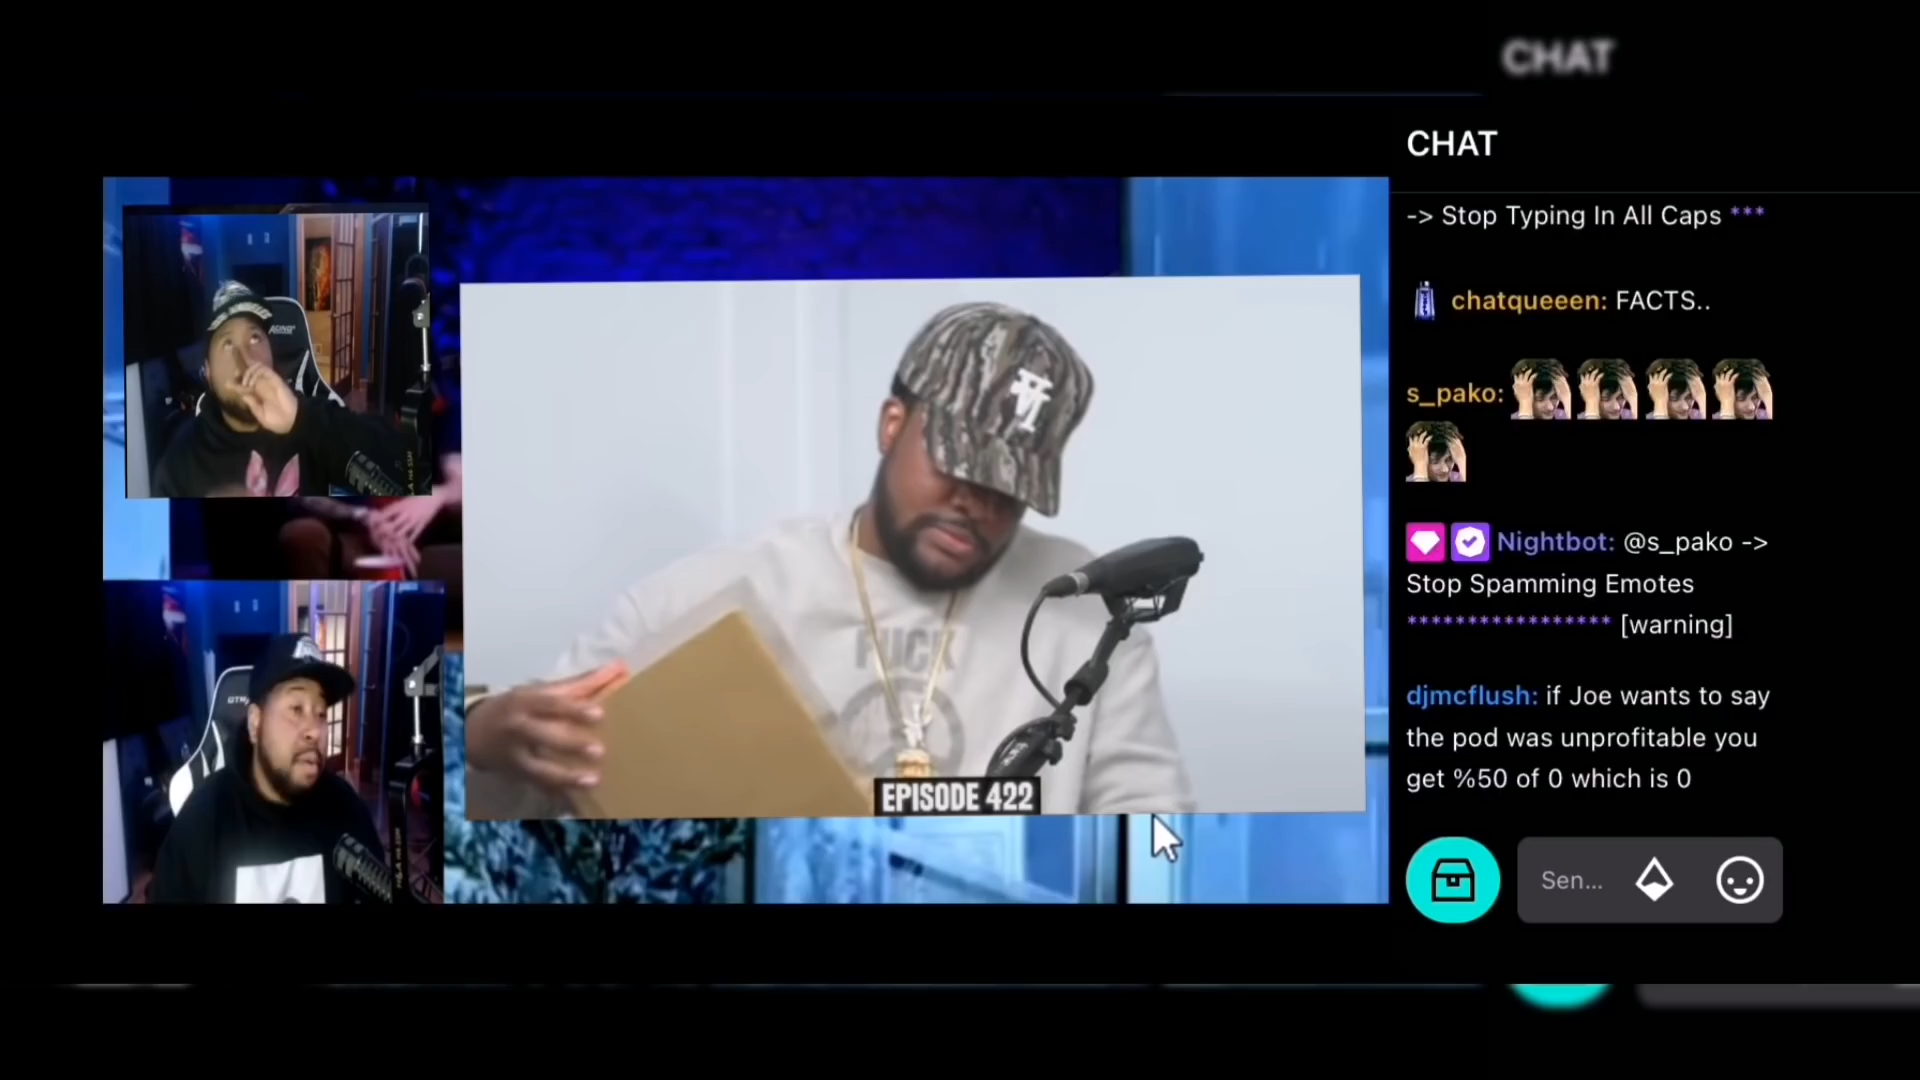 CHAT
CHAT
-> Stop Typing In All Caps ***
chatqueeen: FACTS..
s_pako:
Nightbot: @s_pako ->
Stop Spamming Emotes
***************** [warning]
djmcflush: if Joe wants to say
the pod was unprofitable you
get %50 of 0 which is 0
Sen...
FUCK
EPISODE 422